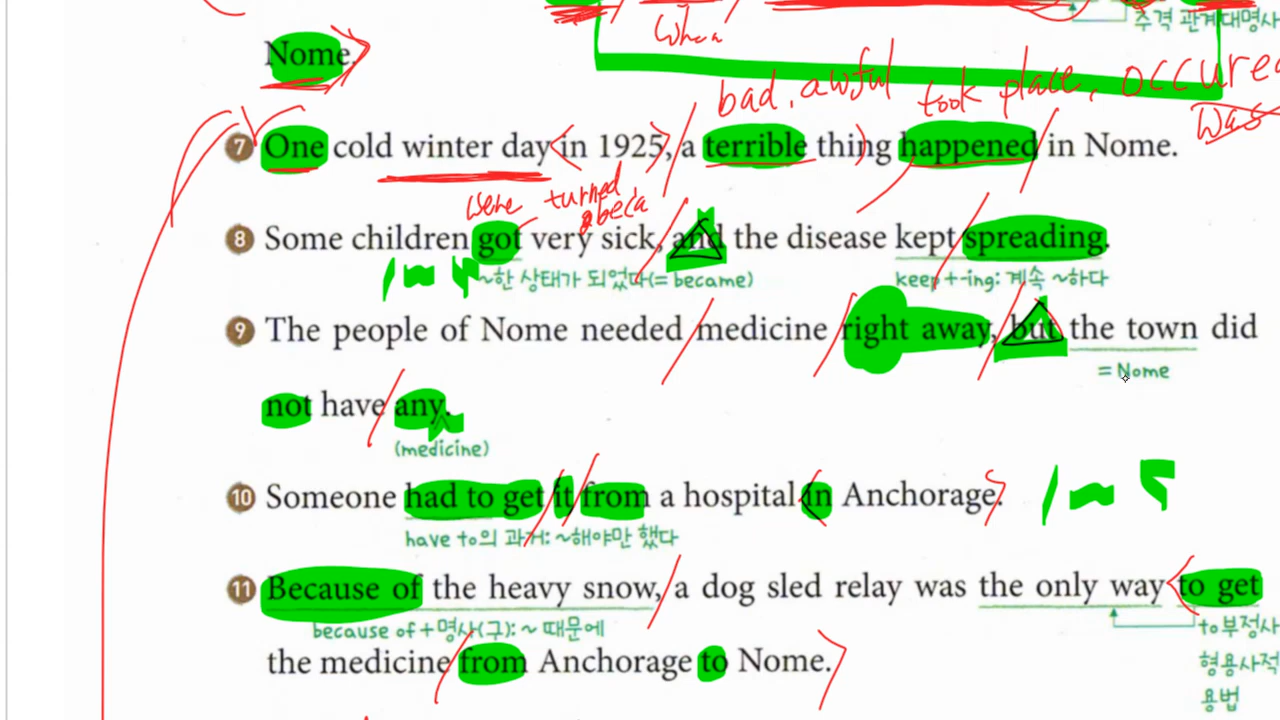 when
주격 관계대명사
Nome.
bad, awful took place, occured
was
7 One cold winter day in 1925, a terrible thing happened in Nome.
were turned, beca
8 Some children got very sick, and the disease kept spreading.
~한 상태가 되었다(= became) keep +-ing: 계속 ~하다
9 The people of Nome needed medicine right away, but the town did
= Nome
not have any.
(medicine)
10 Someone had to get it from a hospital in Anchorage.
have to의 과거: ~해야만 했다
11 Because of the heavy snow, a dog sled relay was the only way to get
because of + 명사(구): ~ 때문에 to부정사
the medicine from Anchorage to Nome.
형용사적
용법